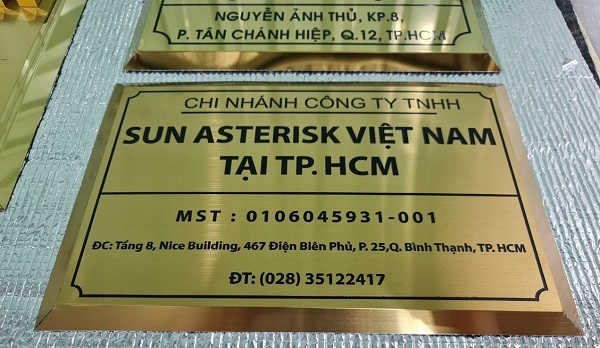 NGUYỄN ẢNH THỦ, KP.8,
P. TÂN CHÁNH HIỆP, Q.12, TP.HCM
CHI NHÁNH CÔNG TY TNHH
SUN ASTERISK VIỆT NAM
TẠI TP. HCM
MST : 0106045931-001
ĐC: Tầng 8, Nice Building, 467 Điện Biên Phủ, P. 25,Q. Bình Thạnh, TP. HCM
ĐT: (028) 35122417